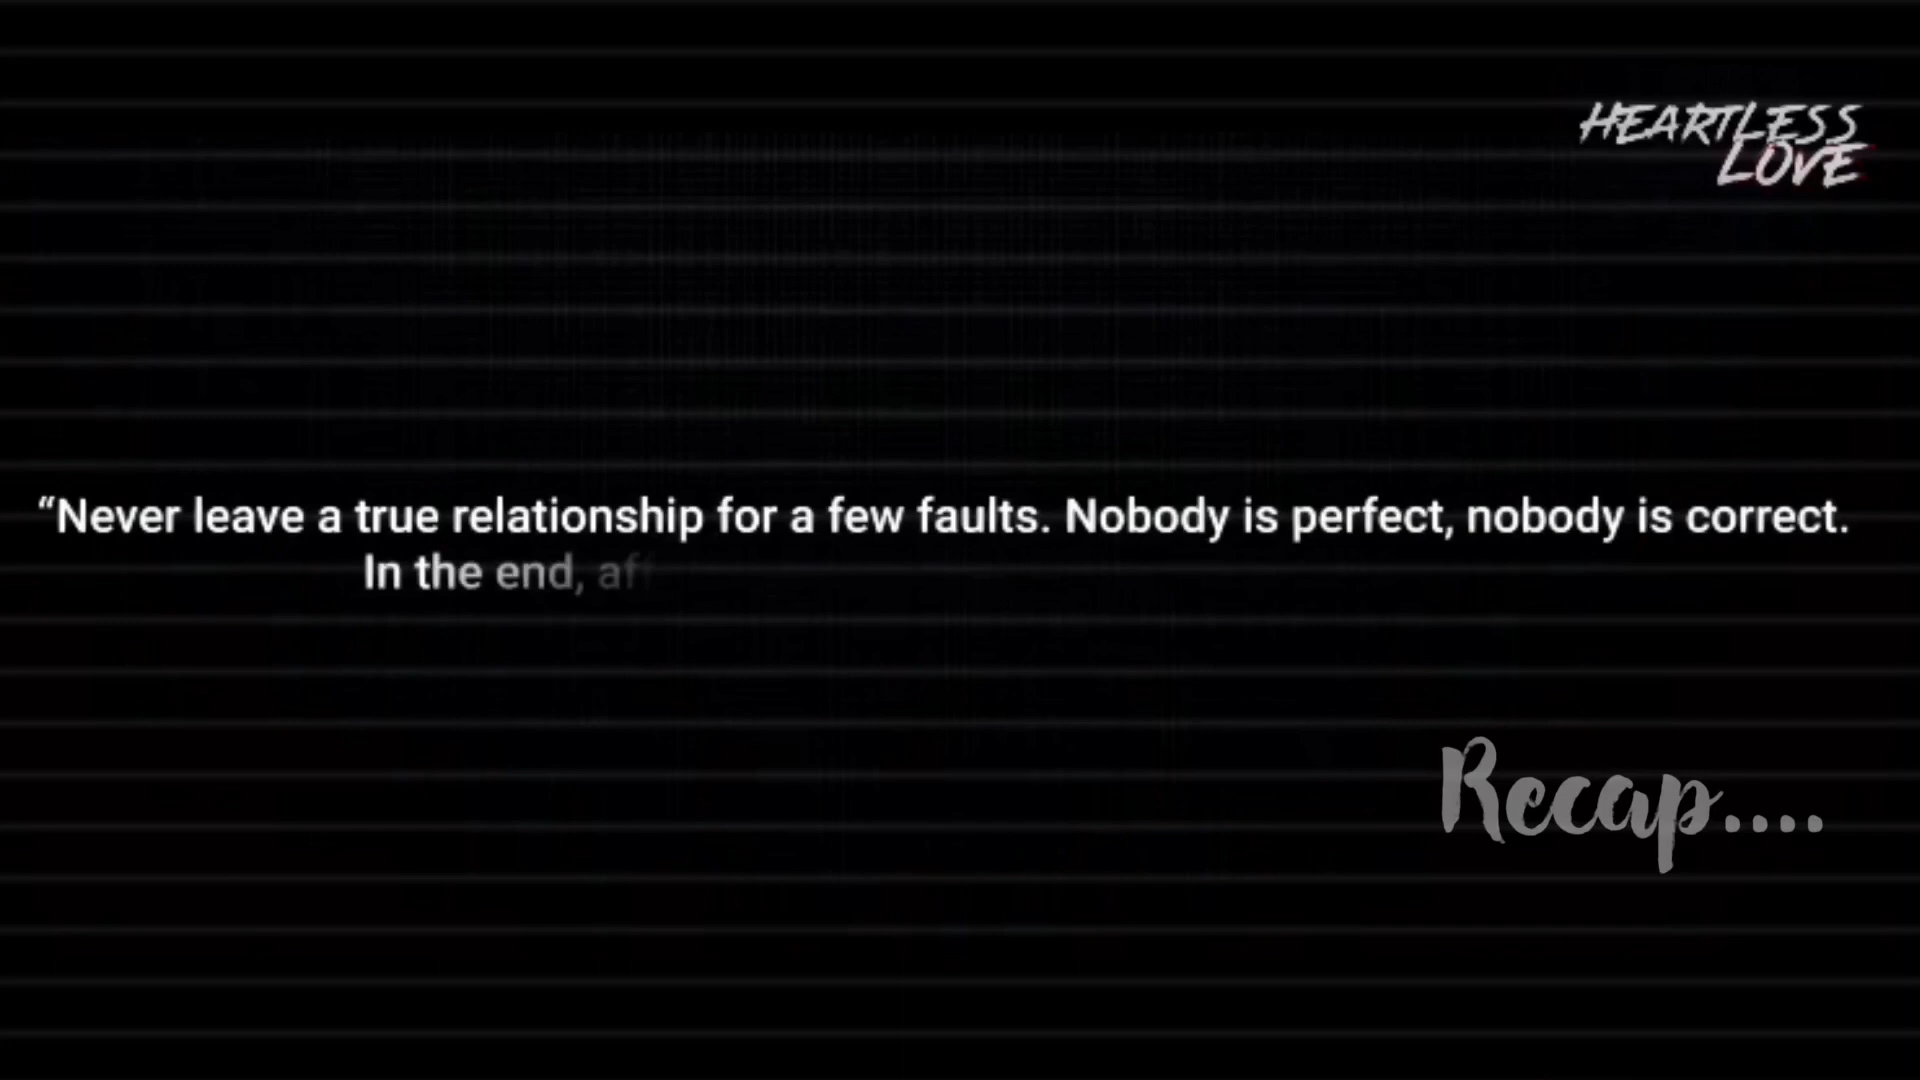 HEARTLESS
LOVE
“Never leave a true relationship for a few faults. Nobody is perfect, nobody is correct.
In the end,
Recap....